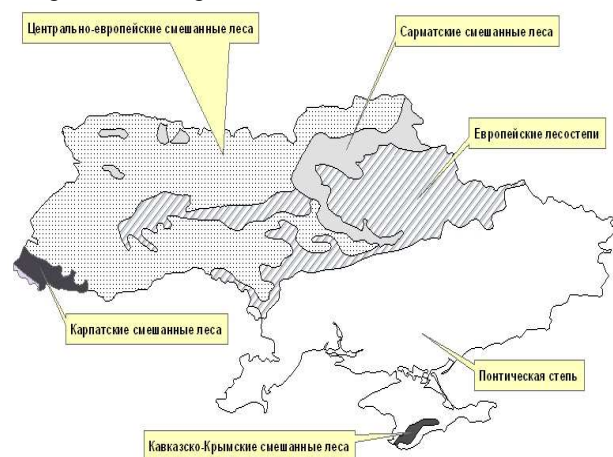 Центрально-европейские смешанные леса
Сарматские смешанные леса
Европейские лесостепи
Карпатские смешанные леса
Понтическая степь
Кавказско-Крымские смешанные леса